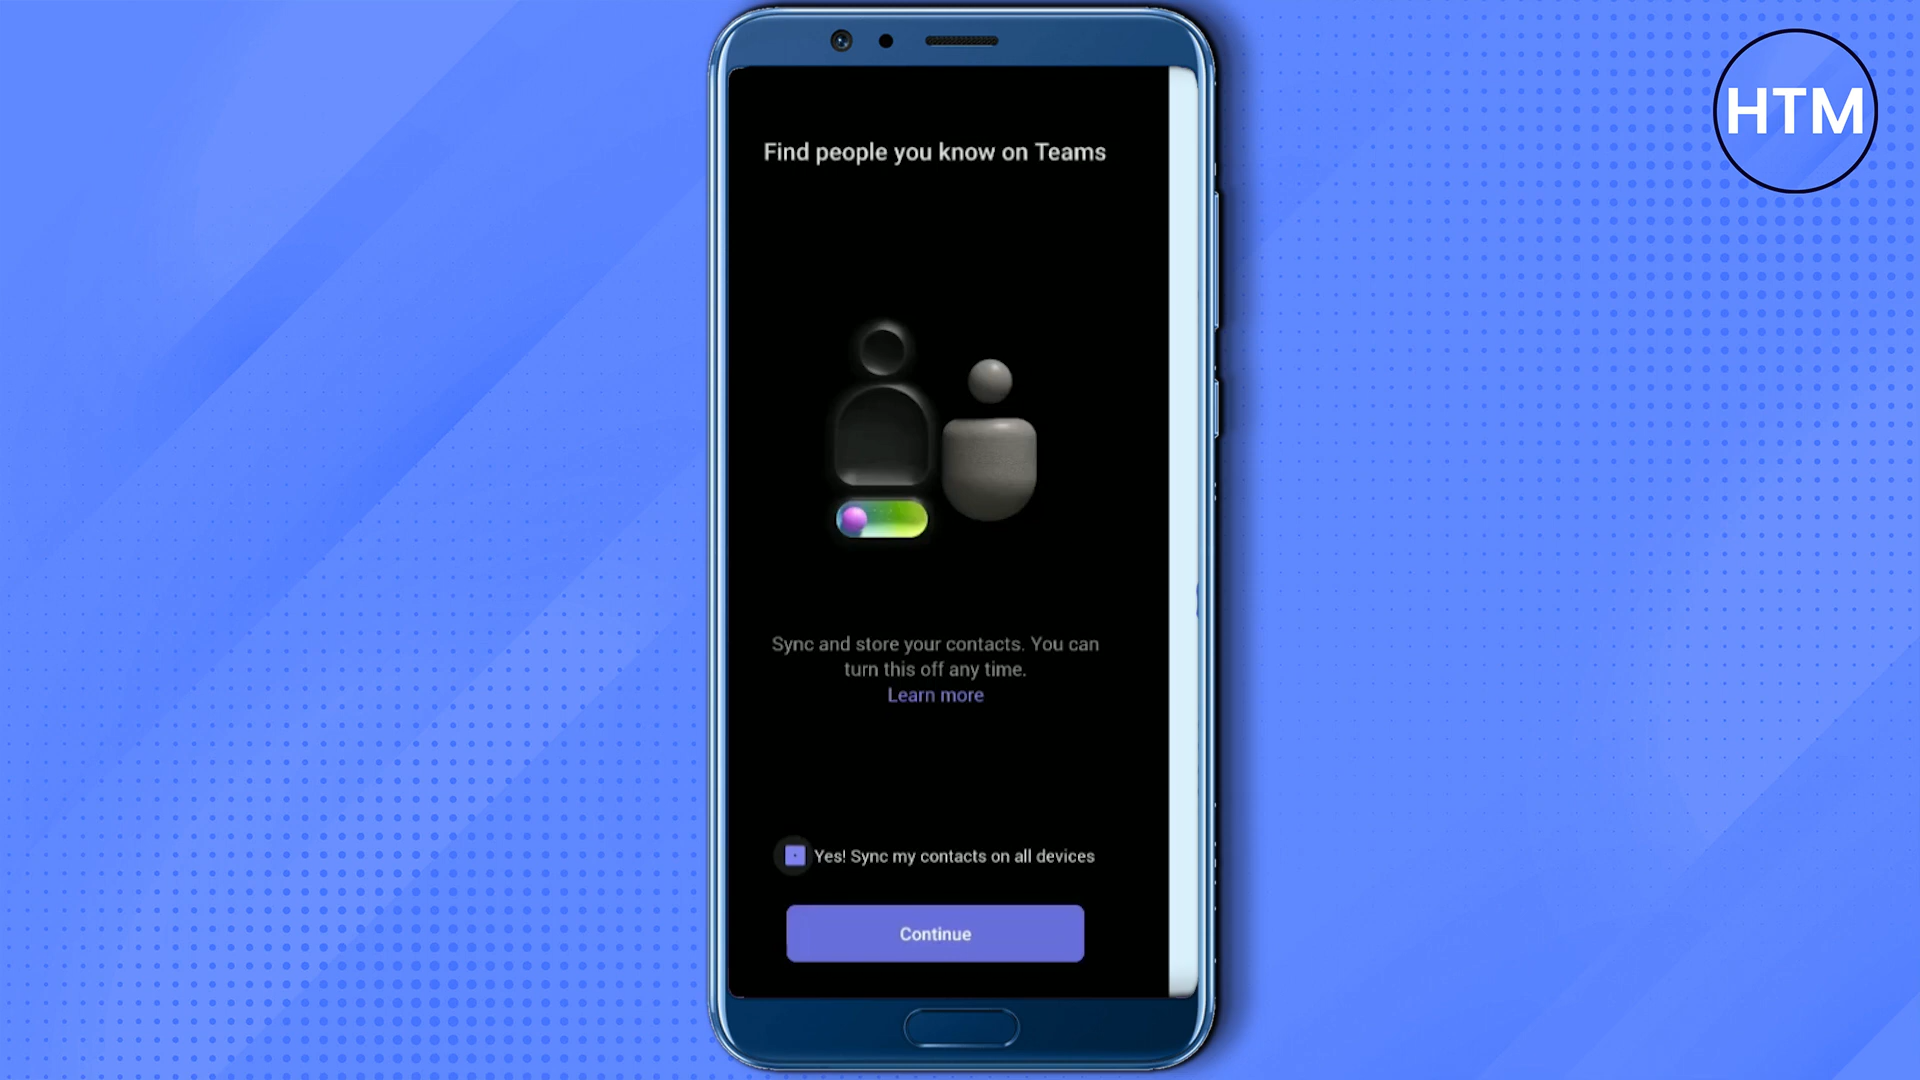 HTM
Find people you know on Teams
Sync and store your contacts. You can
turn this off any time.
Learn more
Yes! Sync my contacts on all devices
Continue